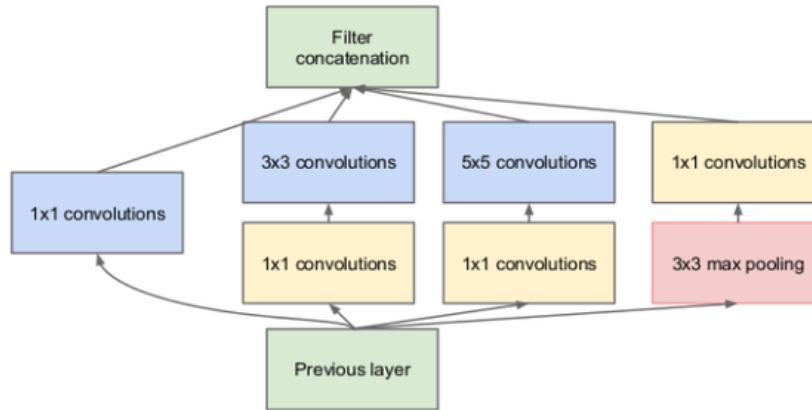 Filter
concatenation
3x3 convolutions
5x5 convolutions
1x1 convolutions
1x1 convolutions
1x1 convolutions
1x1 convolutions
3x3 max pooling
Previous layer